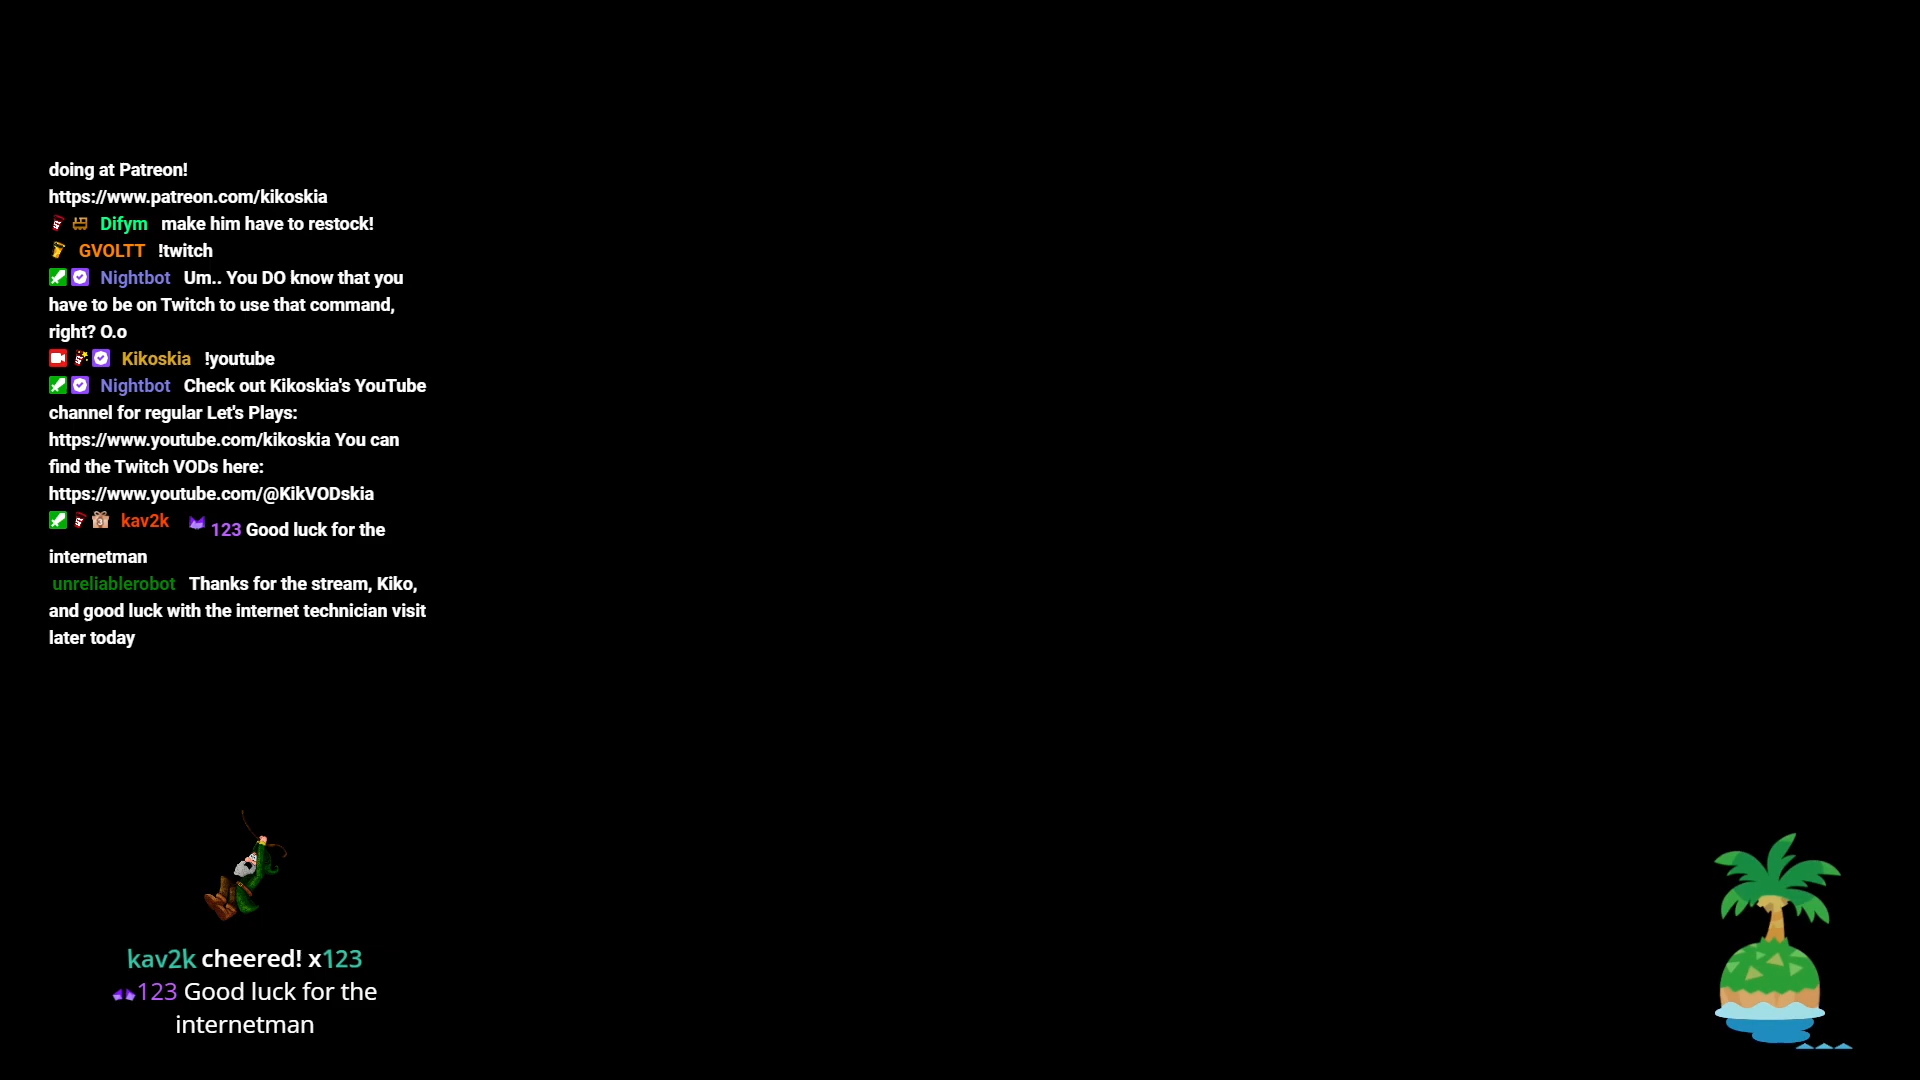 doing at Patreon!
https://www.patreon.com/kikoskia
Difym make him have to restock!
GVOLTT !twitch
Nightbot Um.. You DO know that you
have to be on Twitch to use that command,
right? O.o
Kikoskia !youtube
Nightbot Check out Kikoskia's YouTube
channel for regular Let's Plays:
https://www.youtube.com/kikoskia You can
find the Twitch VODs here:
https://www.youtube.com/@KikVODskia
kav2k 123 Good luck for the
internetman
unreliablerobot Thanks for the stream, Kiko,
and good luck with the internet technician visit
later today
kav2k cheered! x123
123 Good luck for the
internetman